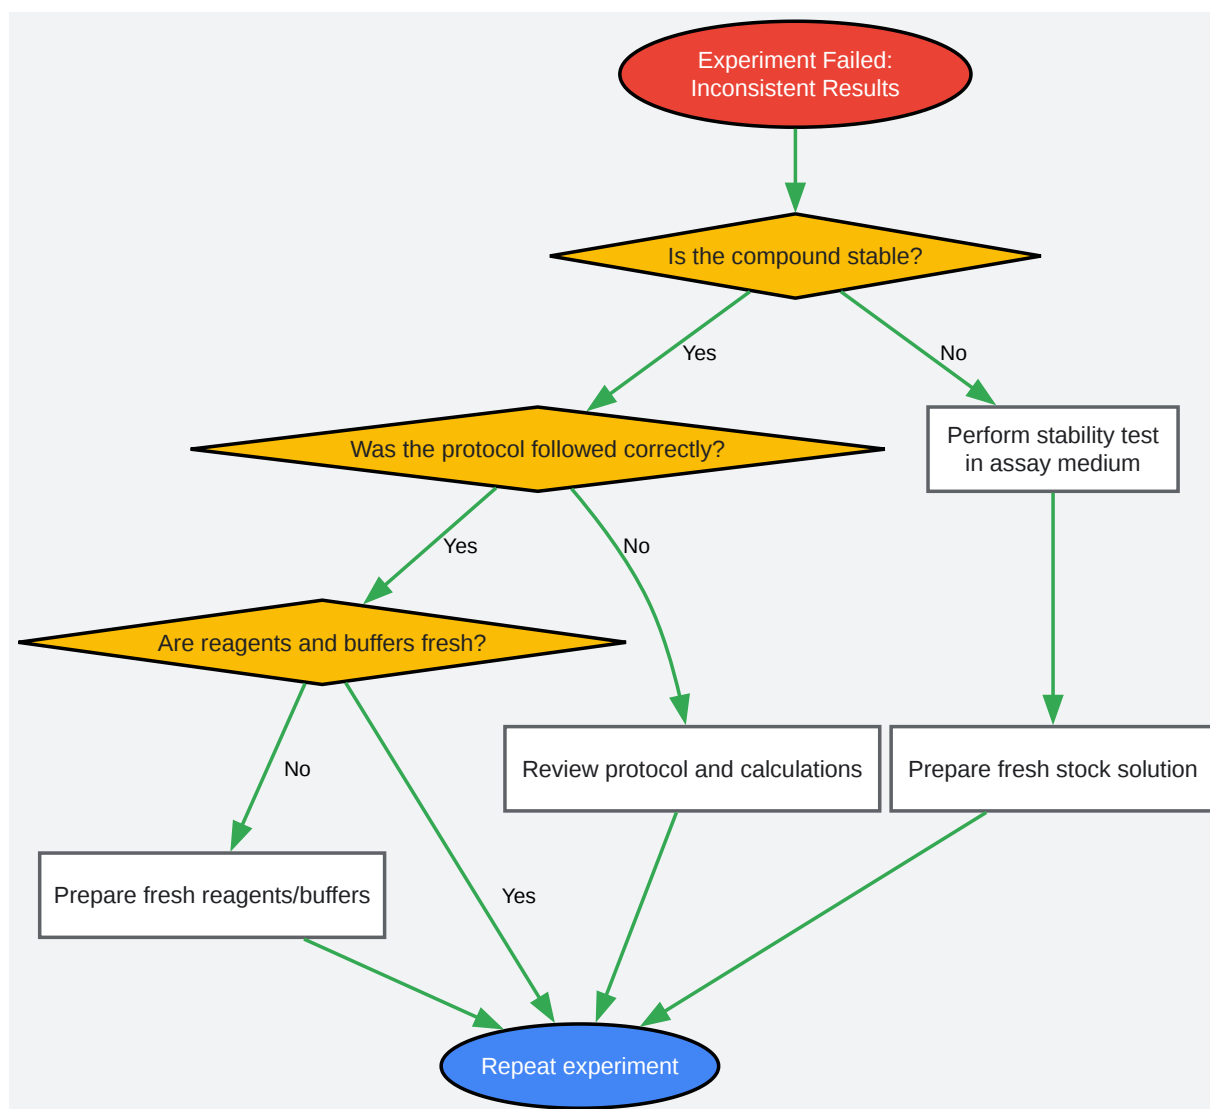 Experiment Failed:
Inconsistent Results
Is the compound stable?
Yes
No
Was the protocol followed correctly?
Perform stability test
in assay medium
Yes
No
Are reagents and buffers fresh?
No
Review protocol and calculations
Prepare fresh stock solution
Prepare fresh reagents/buffers
Yes
Repeat experiment